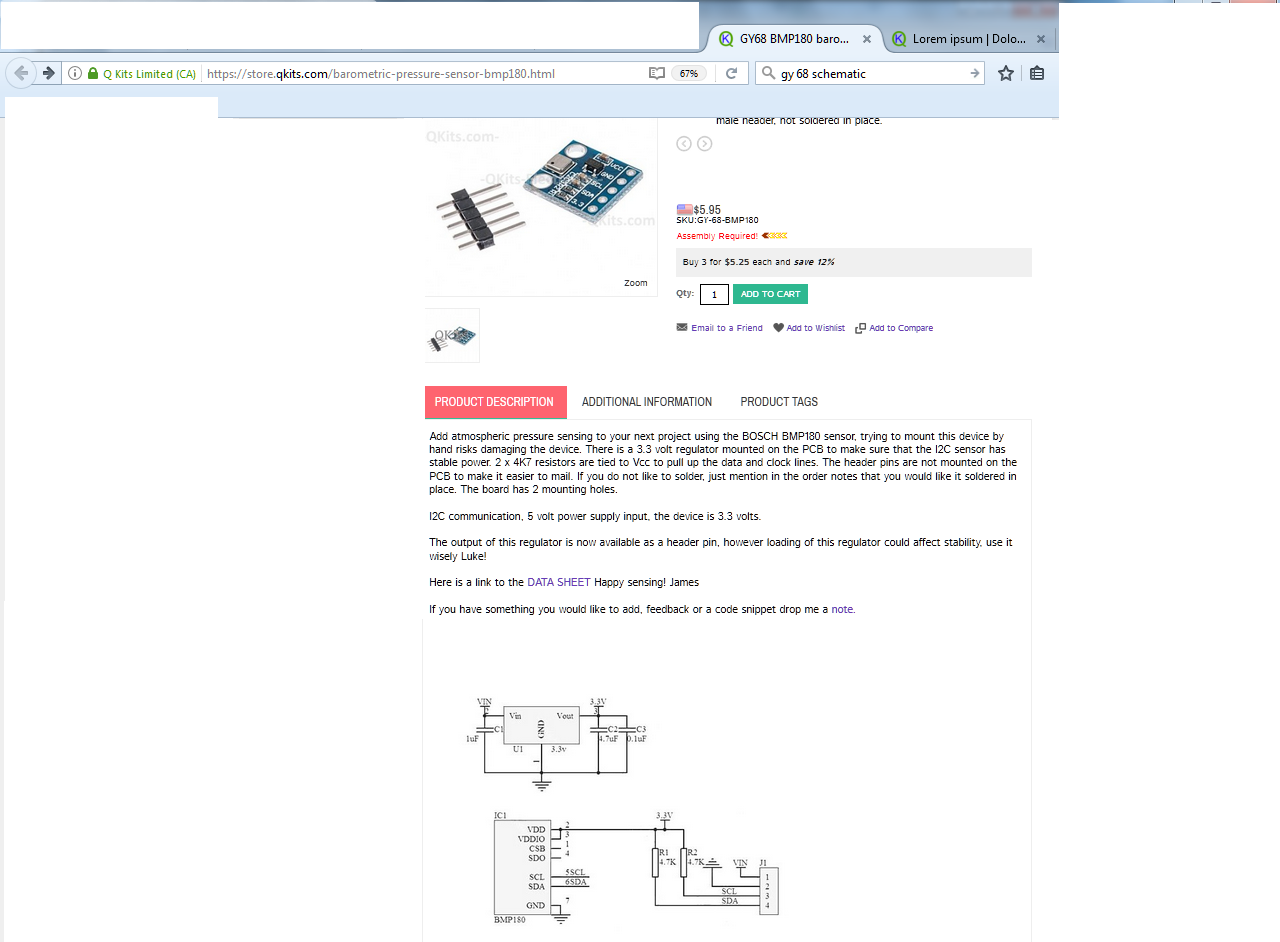 GY68 BMP180 baro...
Lorem ipsum | Dolo...
Q Kits Limited (CA)
https://store.qkits.com/barometric-pressure-sensor-bmp180.html
67%
gy 68 schematic
male header, not soldered in place.
QKits.com-
-QKits-
Kits.com
VCC
GND
SCL
SDA
3.3
Zoom
$5.95
SKU:GY-68-BMP180
Assembly Required!
Buy 3 for $5.25 each and save 12%
Qty: 1 ADD TO CART
Email to a Friend Add to Wishlist Add to Compare
PRODUCT DESCRIPTION ADDITIONAL INFORMATION PRODUCT TAGS
Add atmospheric pressure sensing to your next project using the BOSCH BMP180 sensor, trying to mount this device by
hand risks damaging the device. There is a 3.3 volt regulator mounted on the PCB to make sure that the I2C sensor has
stable power. 2 x 4K7 resistors are tied to Vcc to pull up the data and clock lines. The header pins are not mounted on the
PCB to make it easier to mail. If you do not like to solder, just mention in the order notes that you would like it soldered in
place. The board has 2 mounting holes.
I2C communication, 5 volt power supply input, the device is 3.3 volts.
The output of this regulator is now available as a header pin, however loading of this regulator could affect stability, use it
wisely Luke!
Here is a link to the DATA SHEET Happy sensing! James
If you have something you would like to add, feedback or a code snippet drop me a note.
VIN 3.3V
2 3
Vin GND Vout
C1 C2 C3
1uF 4.7uF 0.1uF
U1 3.3v
1
IC1 3.3V
VDD 2
VDDIO 3
CSB 1
SDO 4
R1 R2
4.7K 4.7K
VIN J1
SCL 5SCL
SDA 6SDA
GND 7
1
2
SCL 3
SDA 4
BMP180